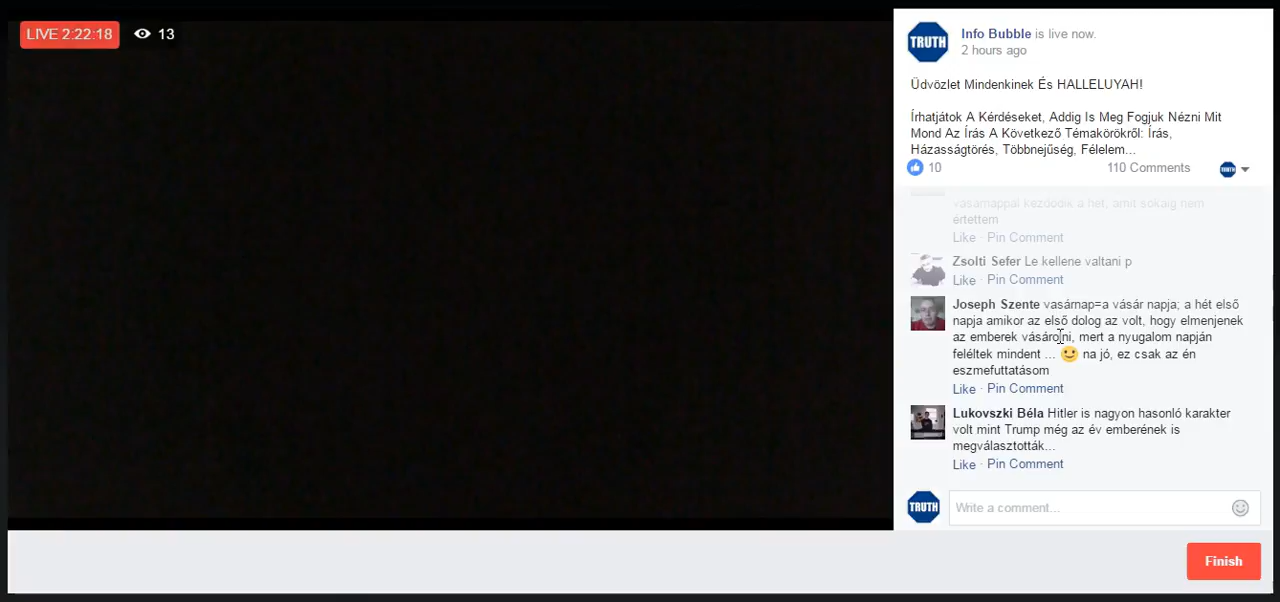 LIVE 2:22:18
13
TRUTH
Info Bubble is live now.
2 hours ago
Üdvözlet Mindenkinek És HALLELUYAH!
Írhatjátok A Kérdéseket, Addig Is Meg Fogjuk Nézni Mit
Mond Az Írás A Következő Témakörökről: Írás,
Házasságtörés, Többnejűség, Félelem...
10
110 Comments
TRUTH
vasárnappal kezdődik a hét, amit sokáig nem
értettem
Like · Pin Comment
Zsolti Sefer Le kellene valtani p
Like · Pin Comment
Joseph Szente vasárnap=a vásár napja; a hét első
napja amikor az első dolog az volt, hogy elmenjenek
az emberek vásárolni, mert a nyugalom napján
feléltek mindent ... 🙂 na jó, ez csak az én
eszmefuttatásom
Like · Pin Comment
Lukovszki Béla Hitler is nagyon hasonló karakter
volt mint Trump még az év emberének is
megválasztották...
Like · Pin Comment
TRUTH
Write a comment...
Finish